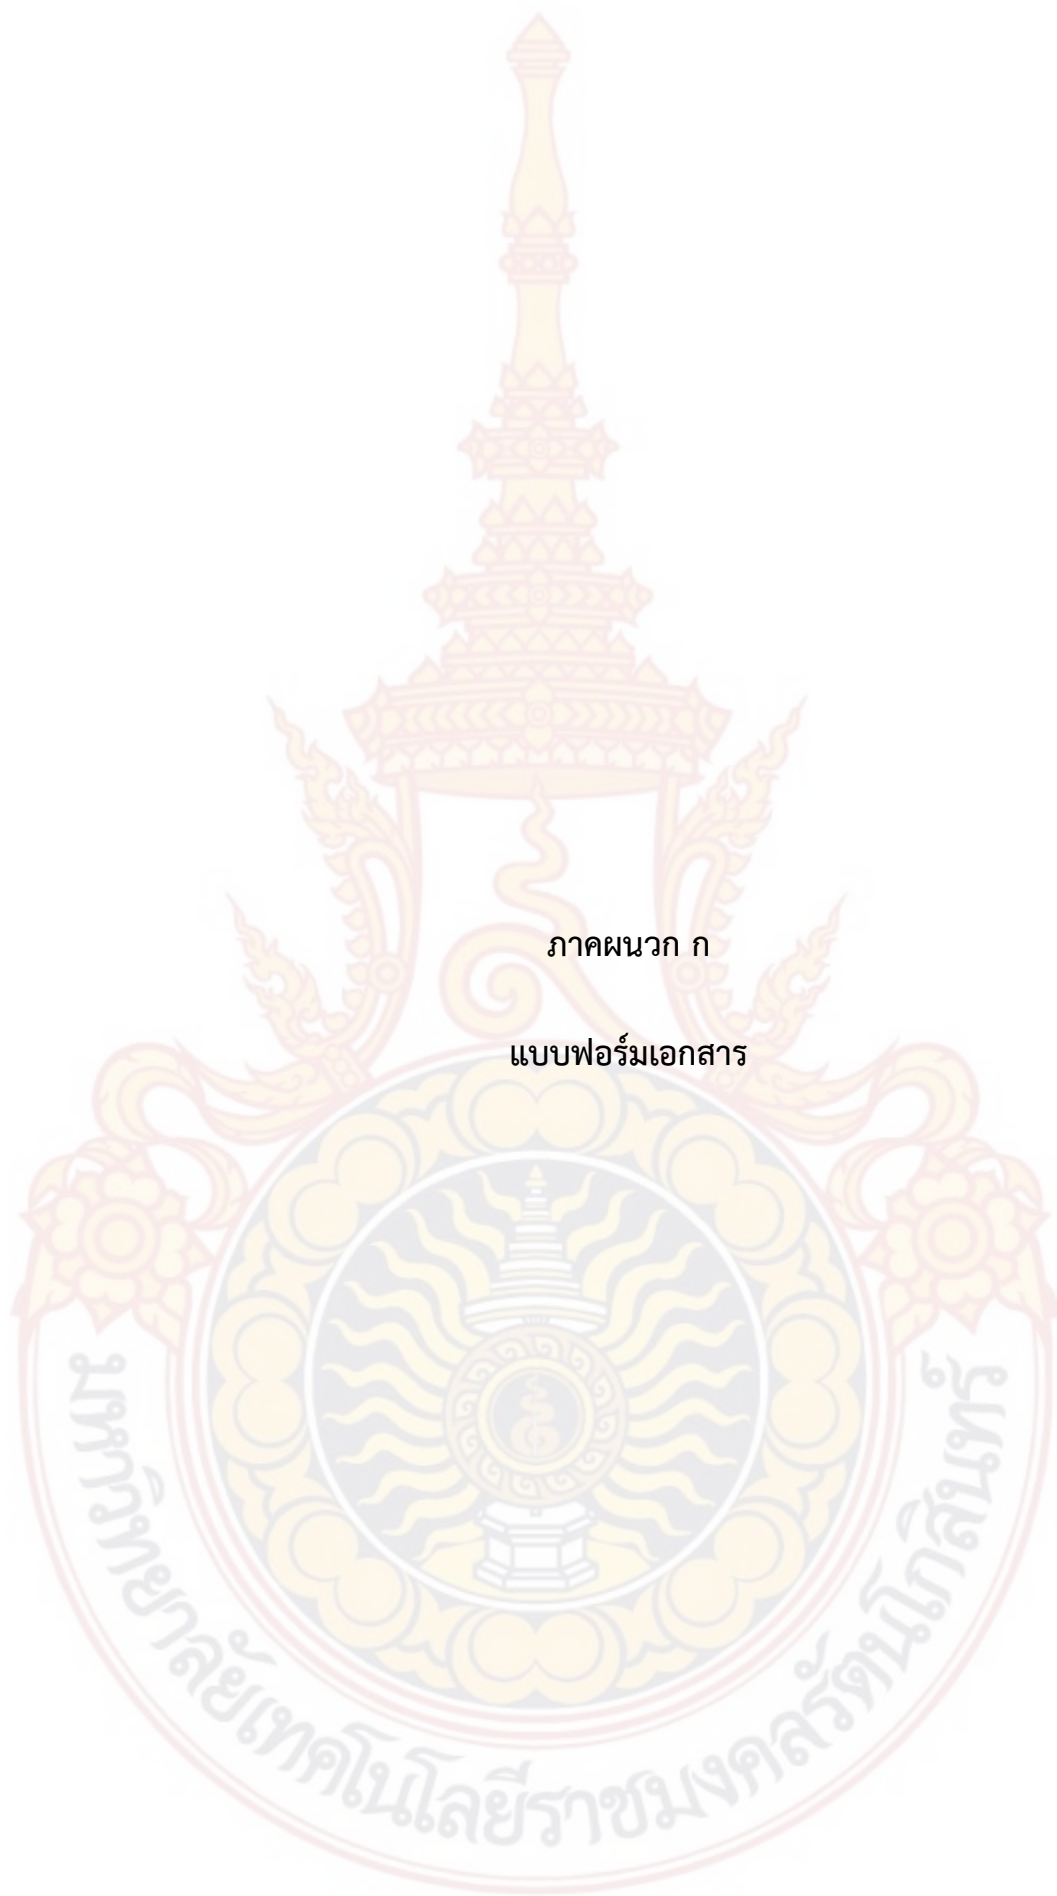 ภาคผนวก ก
แบบฟอร์มเอกสาร
มหาวิทยาลัยเทคโนโลยีราชมงคลรัตนโกสินทร์